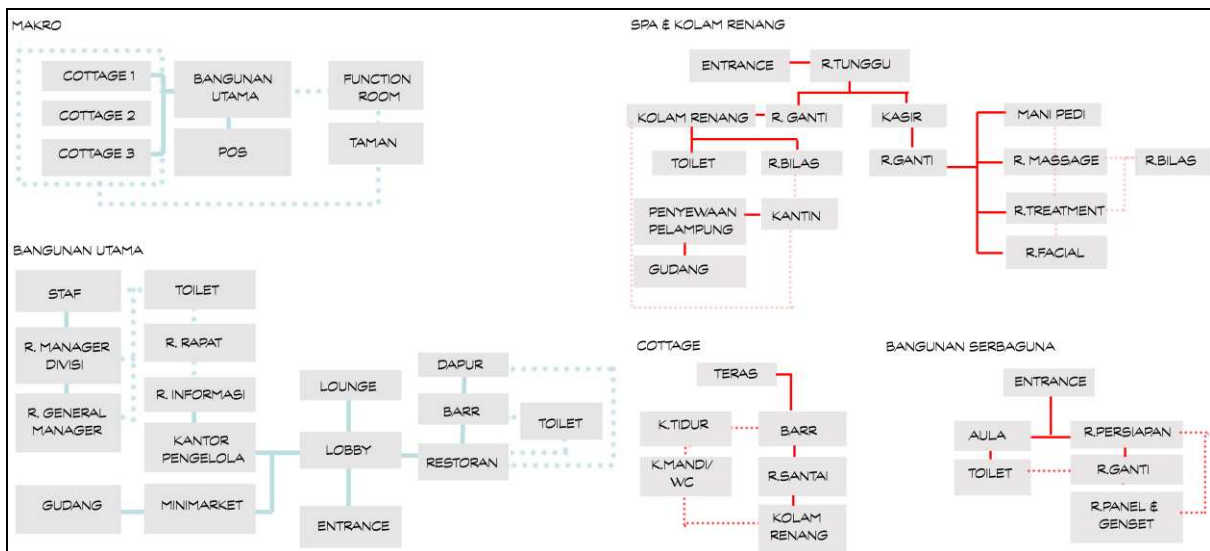 MAKRO
COTTAGE 1
COTTAGE 2
COTTAGE 3
BANGUNAN
UTAMA
POS
FUNCTION
ROOM
TAMAN
BANGUNAN UTAMA
STAF
R. MANAGER
DIVISI
R. GENERAL
MANAGER
GUDANG
TOILET
R. RAPAT
R. INFORMASI
KANTOR
PENGELOLA
MINIMARKET
LOUNGE
LOBBY
ENTRANCE
DAPUR
BARR
RESTORAN
TOILET
SPA & KOLAM RENANG
ENTRANCE
R.TUNGGU
KOLAM RENANG
R. GANTI
KASIR
TOILET
R.BILAS
R.GANTI
PENYEWAAN
PELAMPUNG
KANTIN
GUDANG
MANI PEDI
R. MASSAGE
R.BILAS
R.TREATMENT
R.FACIAL
COTTAGE
TERAS
K.TIDUR
BARR
K.MANDI/
WC
R.SANTAI
KOLAM
RENANG
BANGUNAN SERBAGUNA
ENTRANCE
AULA
R.PERSIAPAN
TOILET
R.GANTI
R.PANEL &
GENSET